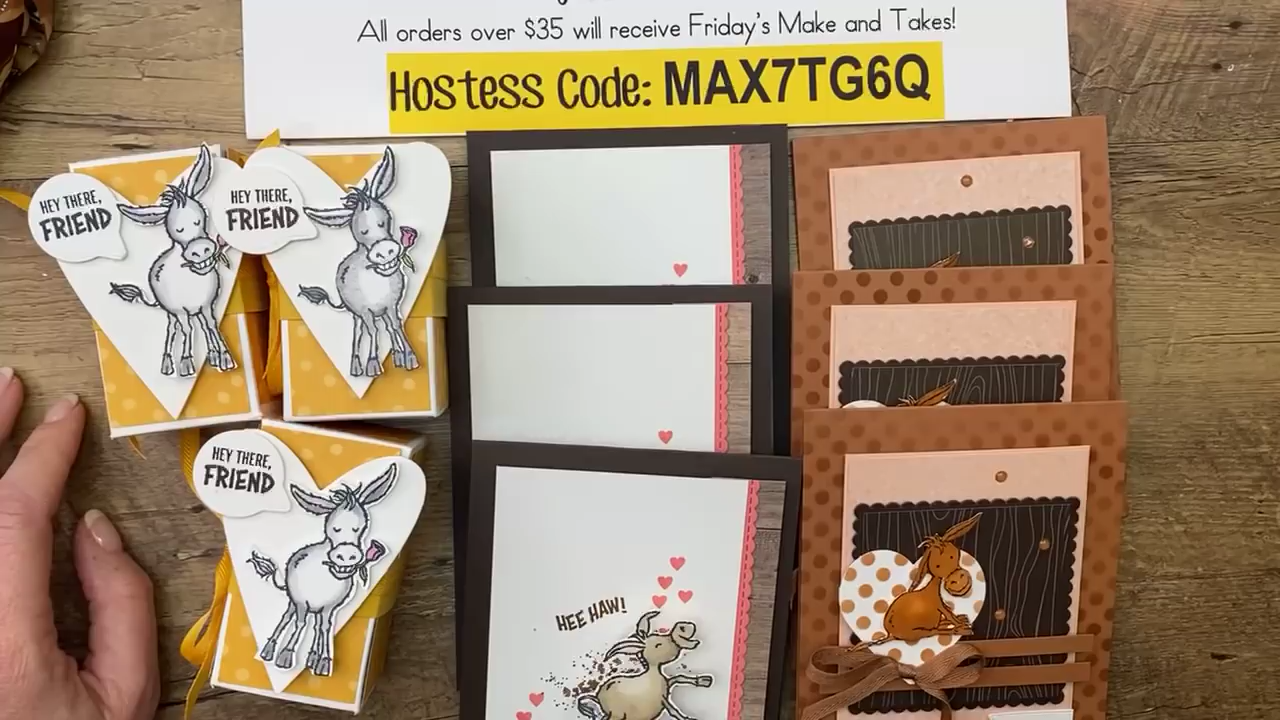 All orders over $35 will receive Friday's Make and Takes!
Hostess Code: MAX7TG6Q
HEY THERE,
FRIEND
HEY THERE,
FRIEND
HEY THERE,
FRIEND
HEE HAW!